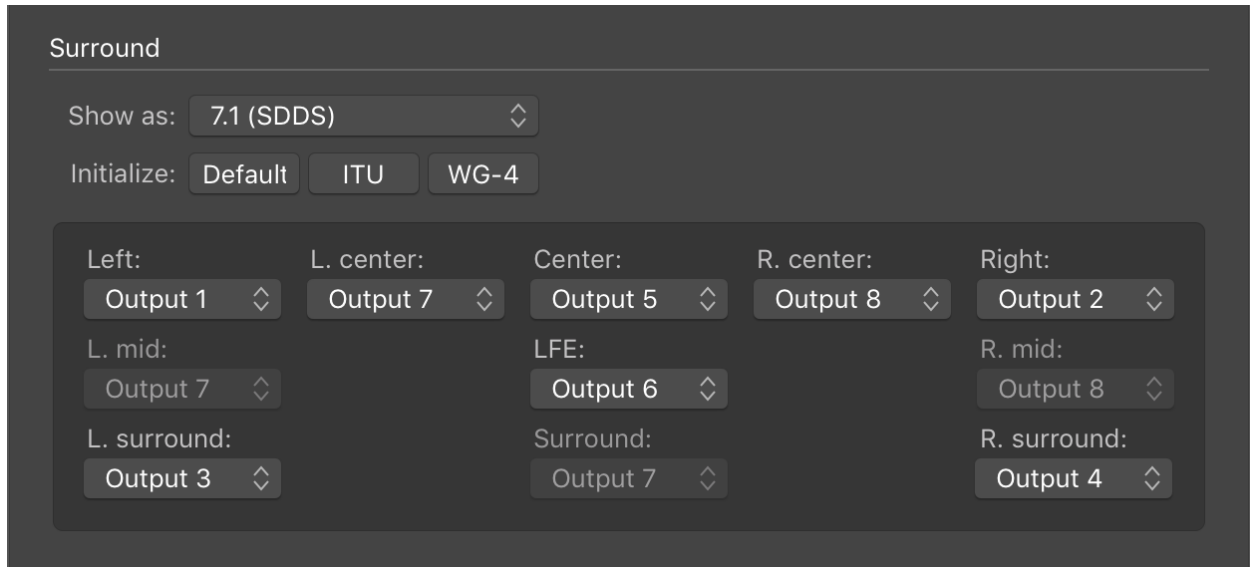 Surround
Show as: 7.1 (SDDS)
Initialize: Default ITU WG-4
Left: L. center: Center: R. center: Right:
Output 1 Output 7 Output 5 Output 8 Output 2
L. mid: LFE: R. mid:
Output 7 Output 6 Output 8
L. surround: Surround: R. surround:
Output 3 Output 7 Output 4